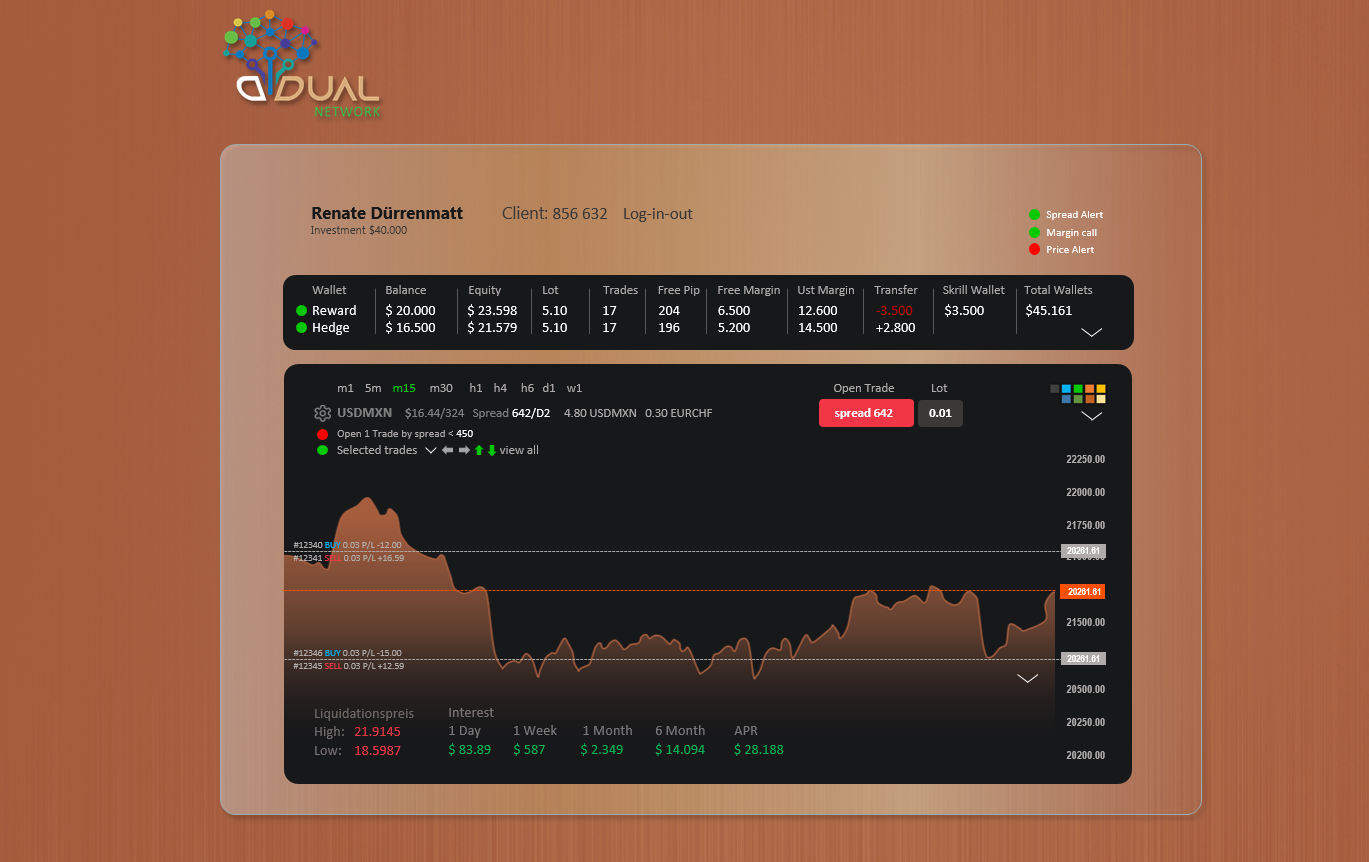 DUAL
NETWORK
Renate Dürrenmatt Client: 856 632 Log-in-out
Investment $40.000
Spread Alert
Margin call
Price Alert
Wallet Balance Equity Lot Trades Free Pip Free Margin Ust Margin Transfer Skrill Wallet Total Wallets
Reward $ 20.000 $ 23.598 5.10 17 204 6.500 12.600 -3.500 $3.500 $45.161
Hedge $ 16.500 $ 21.579 5.10 17 196 5.200 14.500 +2.800
m1 5m m15 m30 h1 h4 h6 d1 w1 Open Trade Lot
USDMXN $16.44/324 Spread 642/D2 4.80 USDMXN 0.30 EURCHF spread 642 0.01
Open 1 Trade by spread < 450
Selected trades view all
22250.00
22000.00
21750.00
#12340 BUY 0.03 P/L -12.00
20261.61
#12341 SELL 0.03 P/L +16.59
20261.61
21500.00
#12346 BUY 0.03 P/L -15.00
20261.61
#12345 SELL 0.03 P/L +12.59
20500.00
Liquidationspreis Interest
20250.00
High: 21.9145 1 Day 1 Week 1 Month 6 Month APR
Low: 18.5987 $ 83.89 $ 587 $ 2.349 $ 14.094 $ 28.188
20200.00